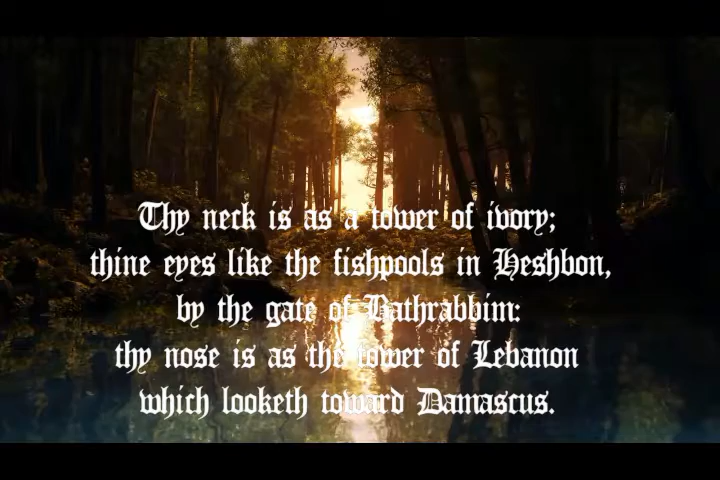 Thy neck is as a tower of ivory;
thine eyes like the fishpools in Heshbon,
by the gate of Bathrabbim:
thy nose is as the tower of Lebanon
which looketh toward Damascus.